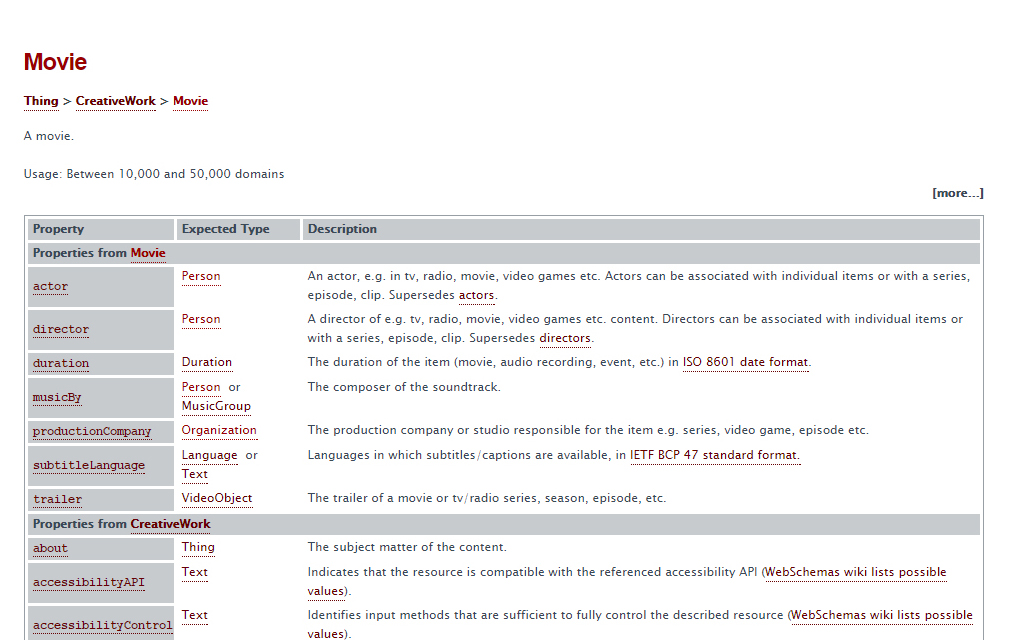 Movie
Thing > CreativeWork > Movie
A movie.
Usage: Between 10,000 and 50,000 domains
[more...]
Property Expected Type Description
Properties from Movie
actor Person An actor, e.g. in tv, radio, movie, video games etc. Actors can be associated with individual items or with a series,
episode, clip. Supersedes actors.
director Person A director of e.g. tv, radio, movie, video games etc. content. Directors can be associated with individual items or
with a series, episode, clip. Supersedes directors.
duration Duration The duration of the item (movie, audio recording, event, etc.) in ISO 8601 date format.
musicBy Person or The composer of the soundtrack.
MusicGroup
productionCompany Organization The production company or studio responsible for the item e.g. series, video game, episode etc.
subtitleLanguage Language or Languages in which subtitles/captions are available, in IETF BCP 47 standard format.
Text
trailer VideoObject The trailer of a movie or tv/radio series, season, episode, etc.
Properties from CreativeWork
about Thing The subject matter of the content.
accessibilityAPI Text Indicates that the resource is compatible with the referenced accessibility API (WebSchemas wiki lists possible
values).
accessibilityControl Text Identifies input methods that are sufficient to fully control the described resource (WebSchemas wiki lists possible
values).